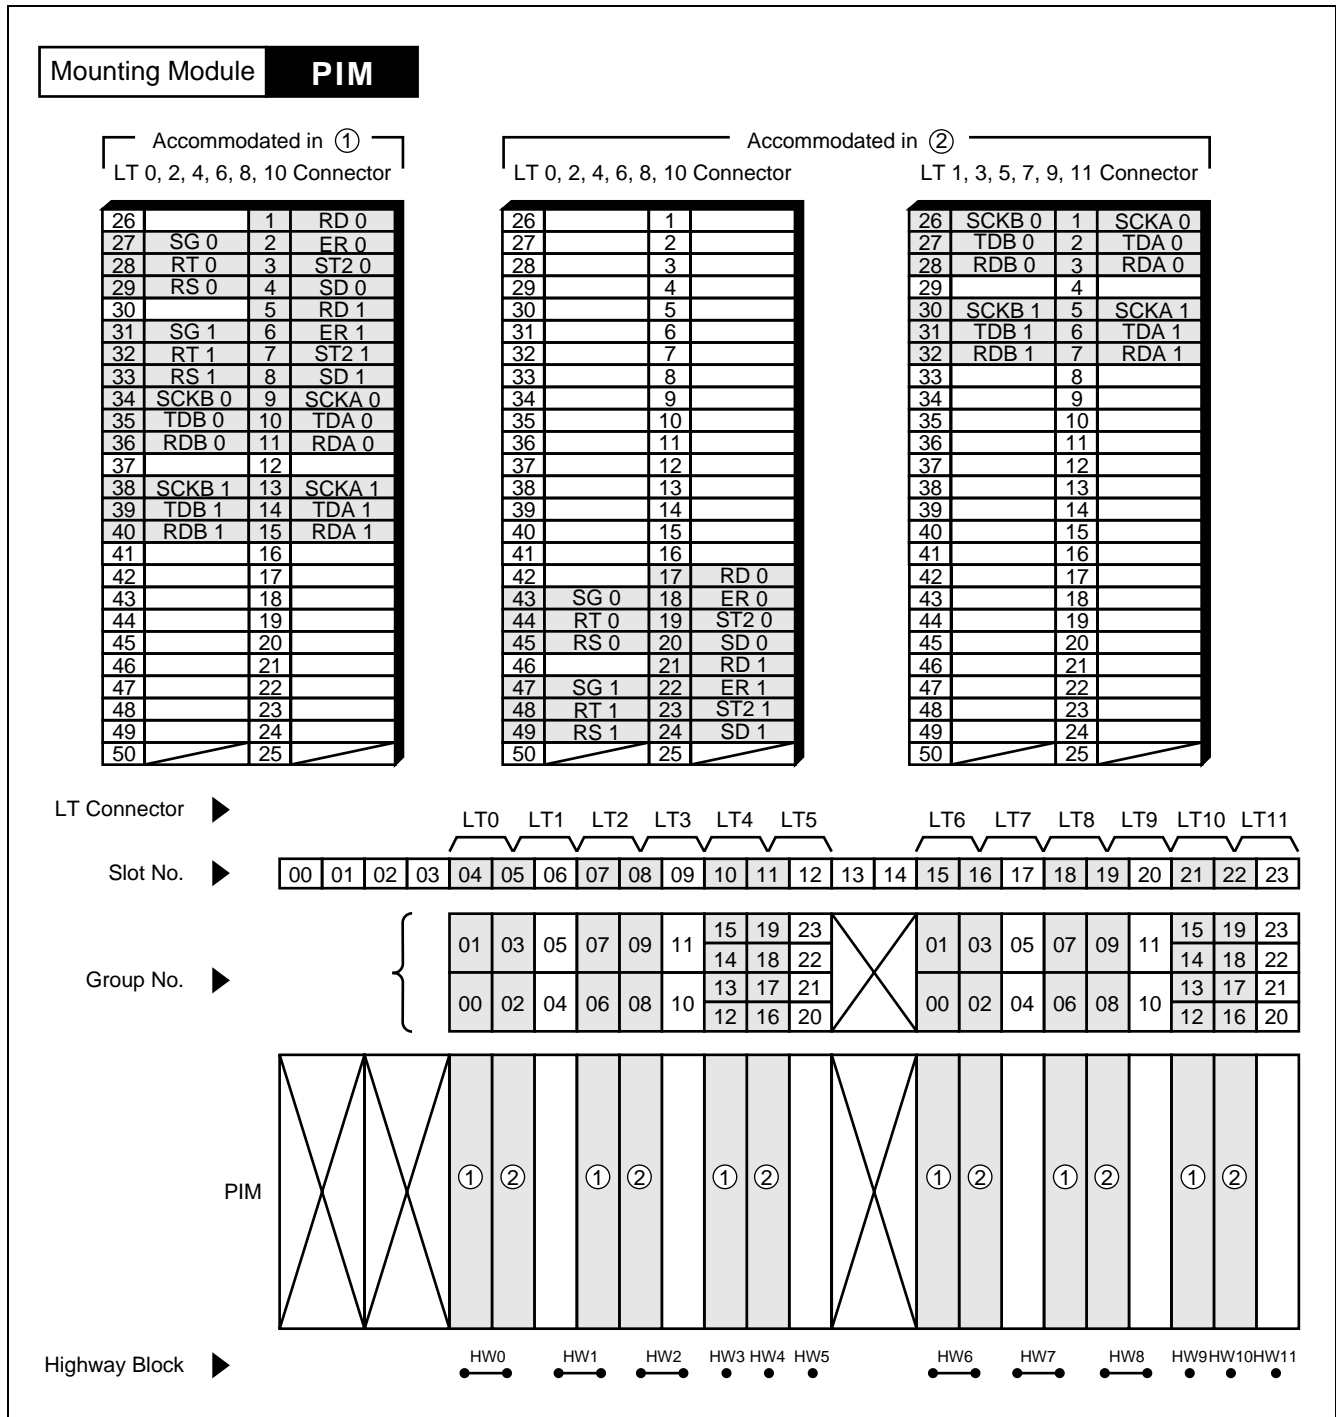 Mounting Module PIM
Accommodated in ① Accommodated in ②
LT 0, 2, 4, 6, 8, 10 Connector LT 0, 2, 4, 6, 8, 10 Connector LT 1, 3, 5, 7, 9, 11 Connector
26 1 RD 0 26 1 26 SCKB 0 1 SCKA 0
27 SG 0 2 ER 0 27 2 27 TDB 0 2 TDA 0
28 RT 0 3 ST2 0 28 3 28 RDB 0 3 RDA 0
29 RS 0 4 SD 0 29 4 29 4
30 5 RD 1 30 5 30 SCKB 1 5 SCKA 1
31 SG 1 6 ER 1 31 6 31 TDB 1 6 TDA 1
32 RT 1 7 ST2 1 32 7 32 RDB 1 7 RDA 1
33 RS 1 8 SD 1 33 8 33 8
34 SCKB 0 9 SCKA 0 34 9 34 9
35 TDB 0 10 TDA 0 35 10 35 10
36 RDB 0 11 RDA 0 36 11 36 11
37 12 37 12 37 12
38 SCKB 1 13 SCKA 1 38 13 38 13
39 TDB 1 14 TDA 1 39 14 39 14
40 RDB 1 15 RDA 1 40 15 40 15
41 16 41 16 41 16
42 17 42 17 RD 0 42 17
43 18 43 SG 0 18 ER 0 43 18
44 19 44 RT 0 19 ST2 0 44 19
45 20 45 RS 0 20 SD 0 45 20
46 21 46 21 RD 1 46 21
47 22 47 SG 1 22 ER 1 47 22
48 23 48 RT 1 23 ST2 1 48 23
49 24 49 RS 1 24 SD 1 49 24
50 25 50 25 50 25
LT Connector LT0 LT1 LT2 LT3 LT4 LT5 LT6 LT7 LT8 LT9 LT10 LT11
Slot No. 00 01 02 03 04 05 06 07 08 09 10 11 12 13 14 15 16 17 18 19 20 21 22 23
Group No.
01 03 05 07 09 11 15 19 23 01 03 05 07 09 11 15 19 23
14 18 22 14 18 22
00 02 04 06 08 10 13 17 21 00 02 04 06 08 10 13 17 21
12 16 20 12 16 20
PIM ① ② ① ② ① ② ① ② ① ② ① ②
Highway Block HW0 HW1 HW2 HW3 HW4 HW5 HW6 HW7 HW8 HW9 HW10 HW11